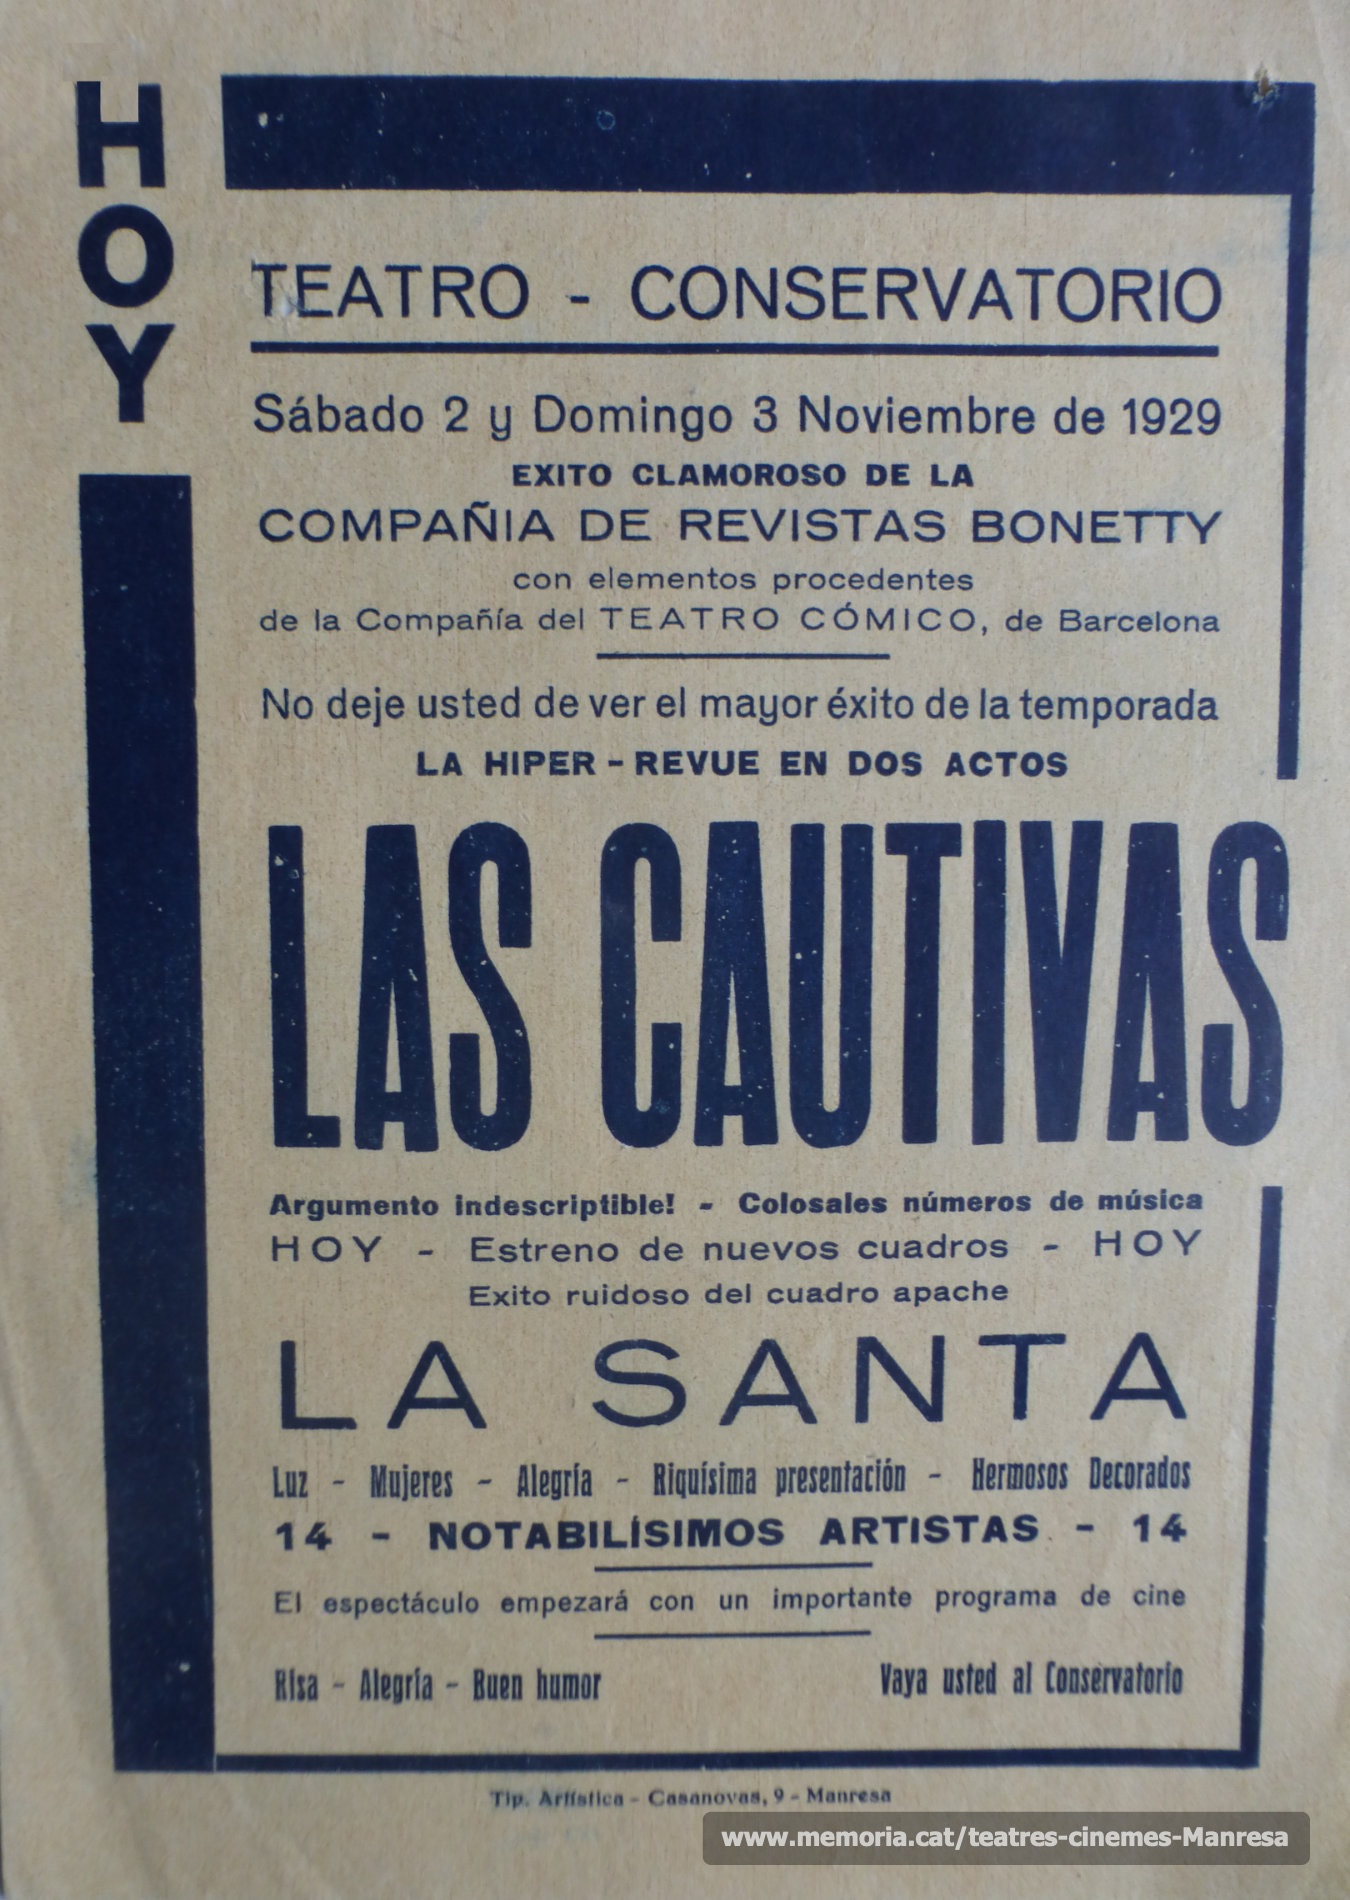 HOY
TEATRO - CONSERVATORIO
Sábado 2 y Domingo 3 Noviembre de 1929
EXITO CLAMOROSO DE LA
COMPAÑIA DE REVISTAS BONETTY
con elementos procedentes
de la Compañía del TEATRO CÓMICO, de Barcelona
No deje usted de ver el mayor éxito de la temporada
LA HIPER - REVUE EN DOS ACTOS
LAS CAUTIVAS
Argumento indescriptible! - Colosales números de música
HOY - Estreno de nuevos cuadros - HOY
Exito ruidoso del cuadro apache
LA SANTA
Luz - Mujeres - Alegría - Riquísima presentación - Hermosos Decorados
14 - NOTABILÍSIMOS ARTISTAS - 14
El espectáculo empezará con un importante programa de cine
Risa - Alegría - Buen humor Vaya usted al Conservatorio
Tip. Artística - Casanovas, 9 - Manresa
www.memoria.cat/teatres-cinemes-Manresa